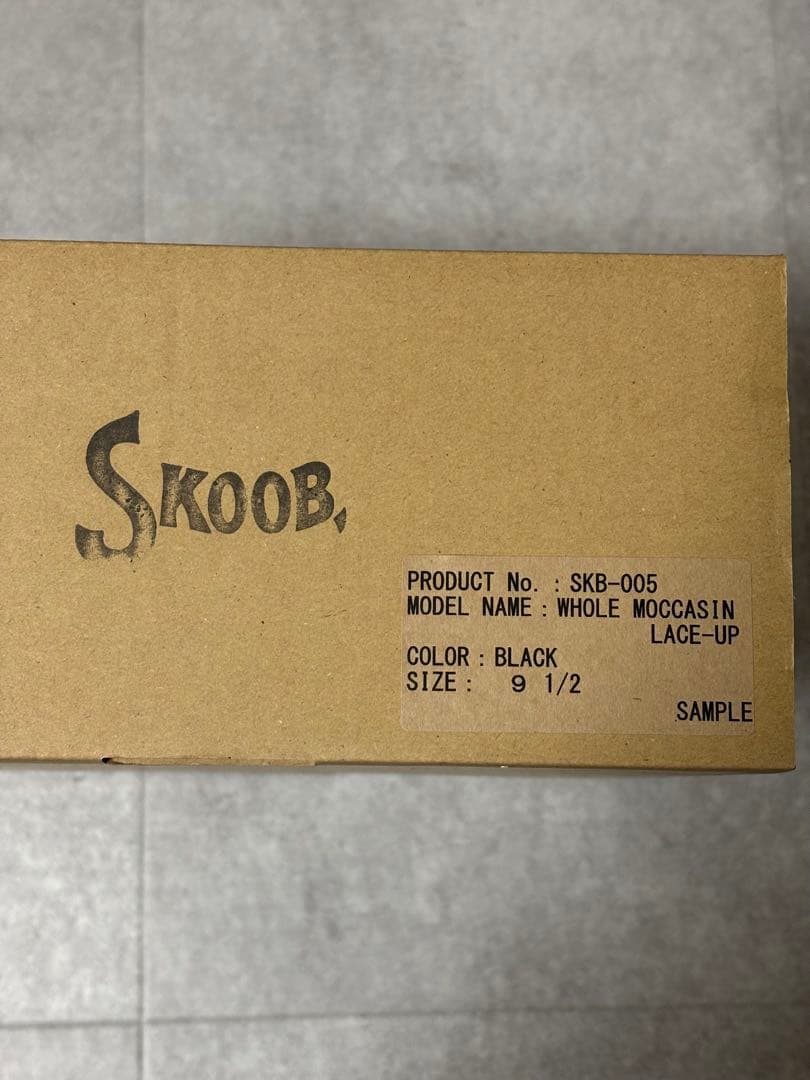 SKOOB,
PRODUCT No. : SKB-005
MODEL NAME : WHOLE MOCCASIN
LACE-UP
COLOR : BLACK
SIZE : 9 1/2
SAMPLE